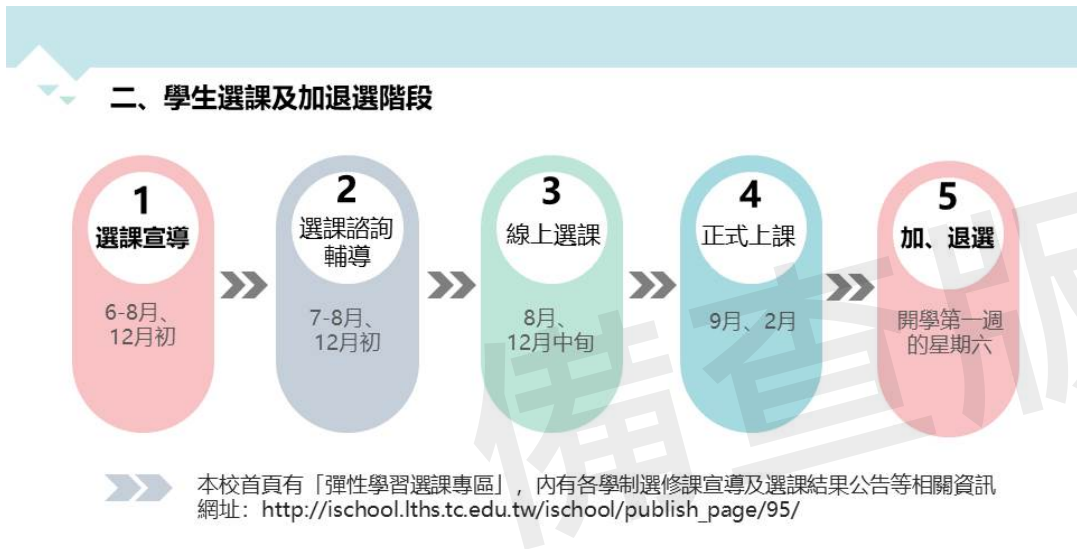 二、學生選課及加退選階段
1
選課宣導
6-8月、
12月初
2
選課諮詢
輔導
7-8月、
12月初
3
線上選課
8月、
12月中旬
4
正式上課
9月、2月
5
加、退選
開學第一週
的星期六
本校首頁有「彈性學習選課專區」，內有各學制選修課宣導及選課結果公告等相關資訊
網址：http://ischool.lths.tc.edu.tw/ischool/publish_page/95/
備查版